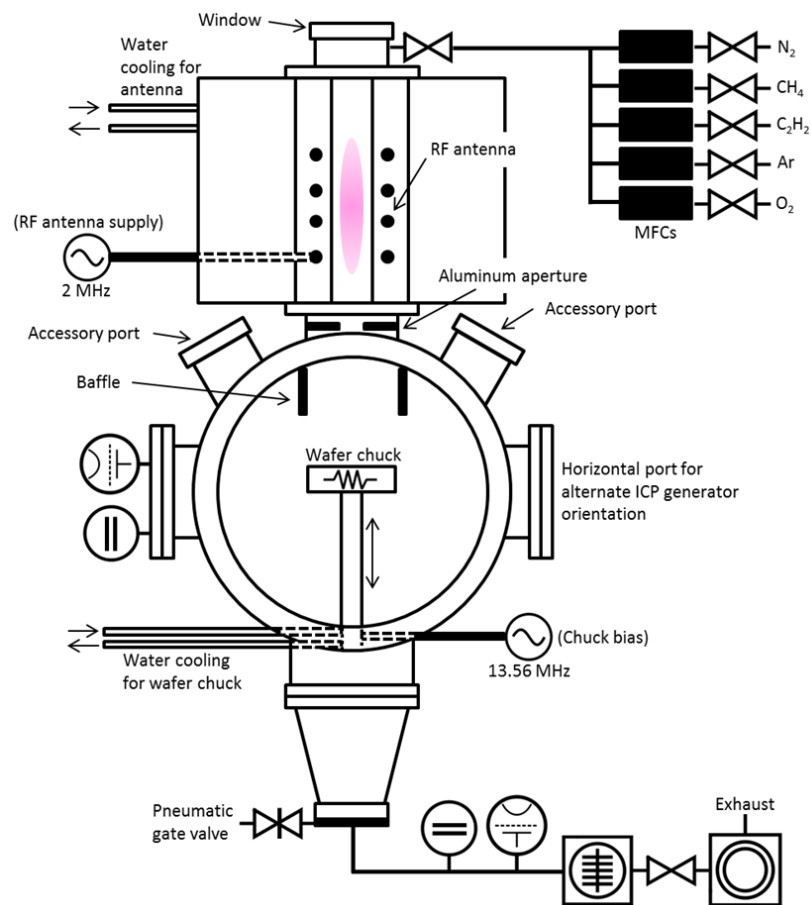 Window
Water
cooling for
antenna
N₂
CH₄
C₂H₂
Ar
O₂
MFCs
RF antenna
(RF antenna supply)
2 MHz
Aluminum aperture
Accessory port
Accessory port
Baffle
Wafer chuck
Horizontal port for
alternate ICP generator
orientation
(Chuck bias)
13.56 MHz
Water cooling
for wafer chuck
Pneumatic
gate valve
Exhaust